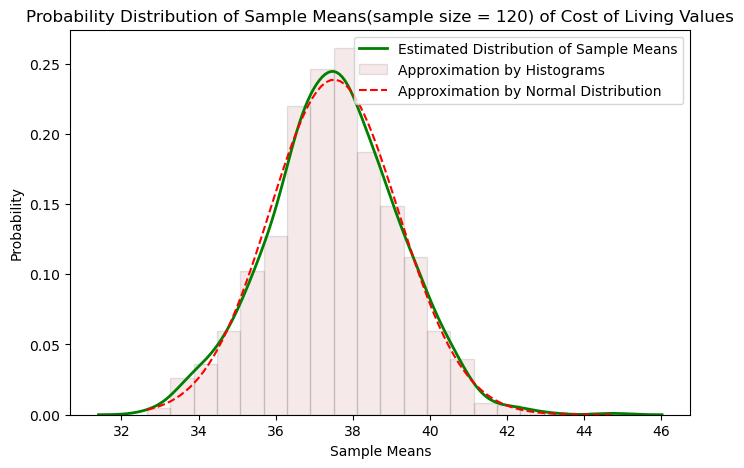 Probability Distribution of Sample Means(sample size = 120) of Cost of Living Values
Estimated Distribution of Sample Means
Approximation by Histograms
Approximation by Normal Distribution
Probability
0.25
0.20
0.15
0.10
0.05
0.00
32 34 36 38 40 42 44 46
Sample Means